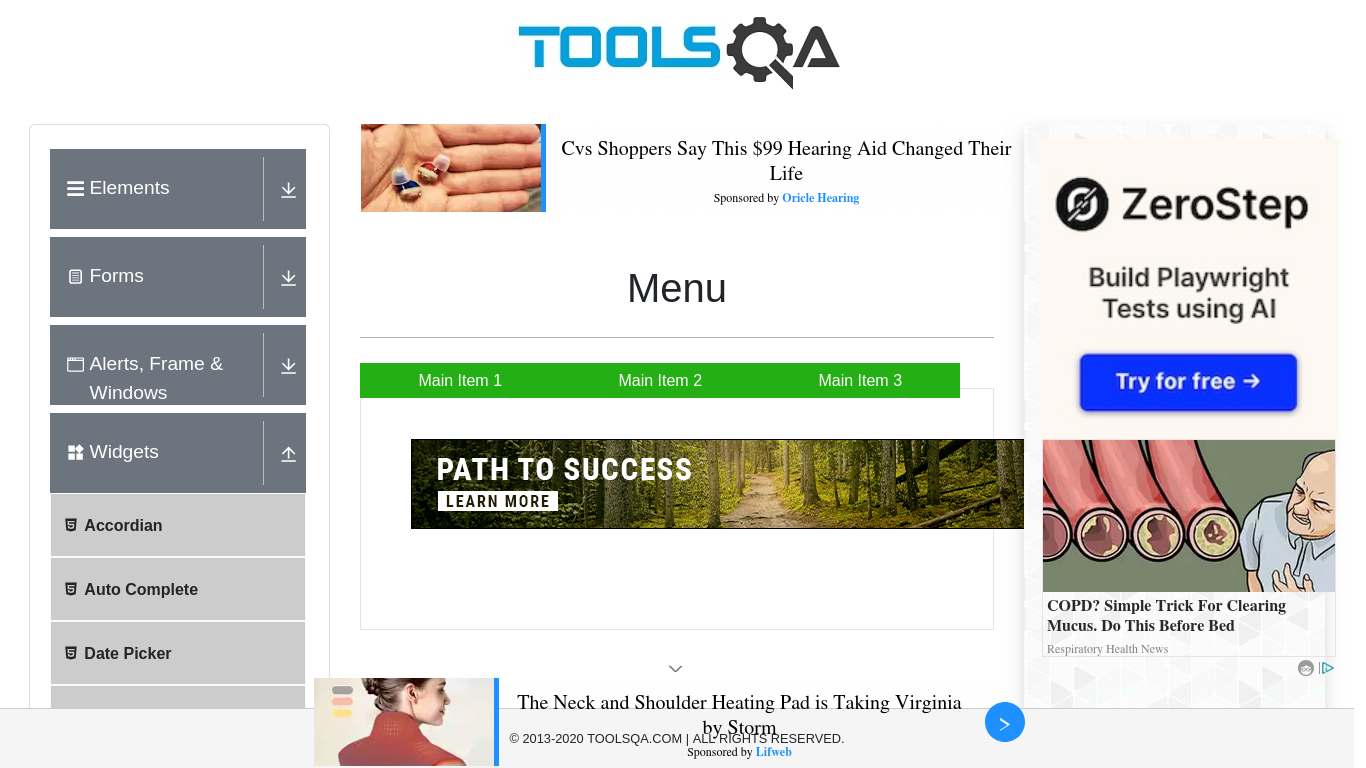 TOOLSQA
Elements
Forms
Alerts, Frame &
Windows
Widgets
Accordian
Auto Complete
Date Picker
Cvs Shoppers Say This $99 Hearing Aid Changed Their
Life
Sponsored by Oricle Hearing
Menu
Main Item 1
Main Item 2
Main Item 3
PATH TO SUCCESS
LEARN MORE
ZeroStep
Build Playwright
Tests using AI
Try for free →
COPD? Simple Trick For Clearing
Mucus. Do This Before Bed
Respiratory Health News
The Neck and Shoulder Heating Pad is Taking Virginia
by Storm
© 2013-2020 TOOLSQA.COM | ALL RIGHTS RESERVED.
Sponsored by Lifweb